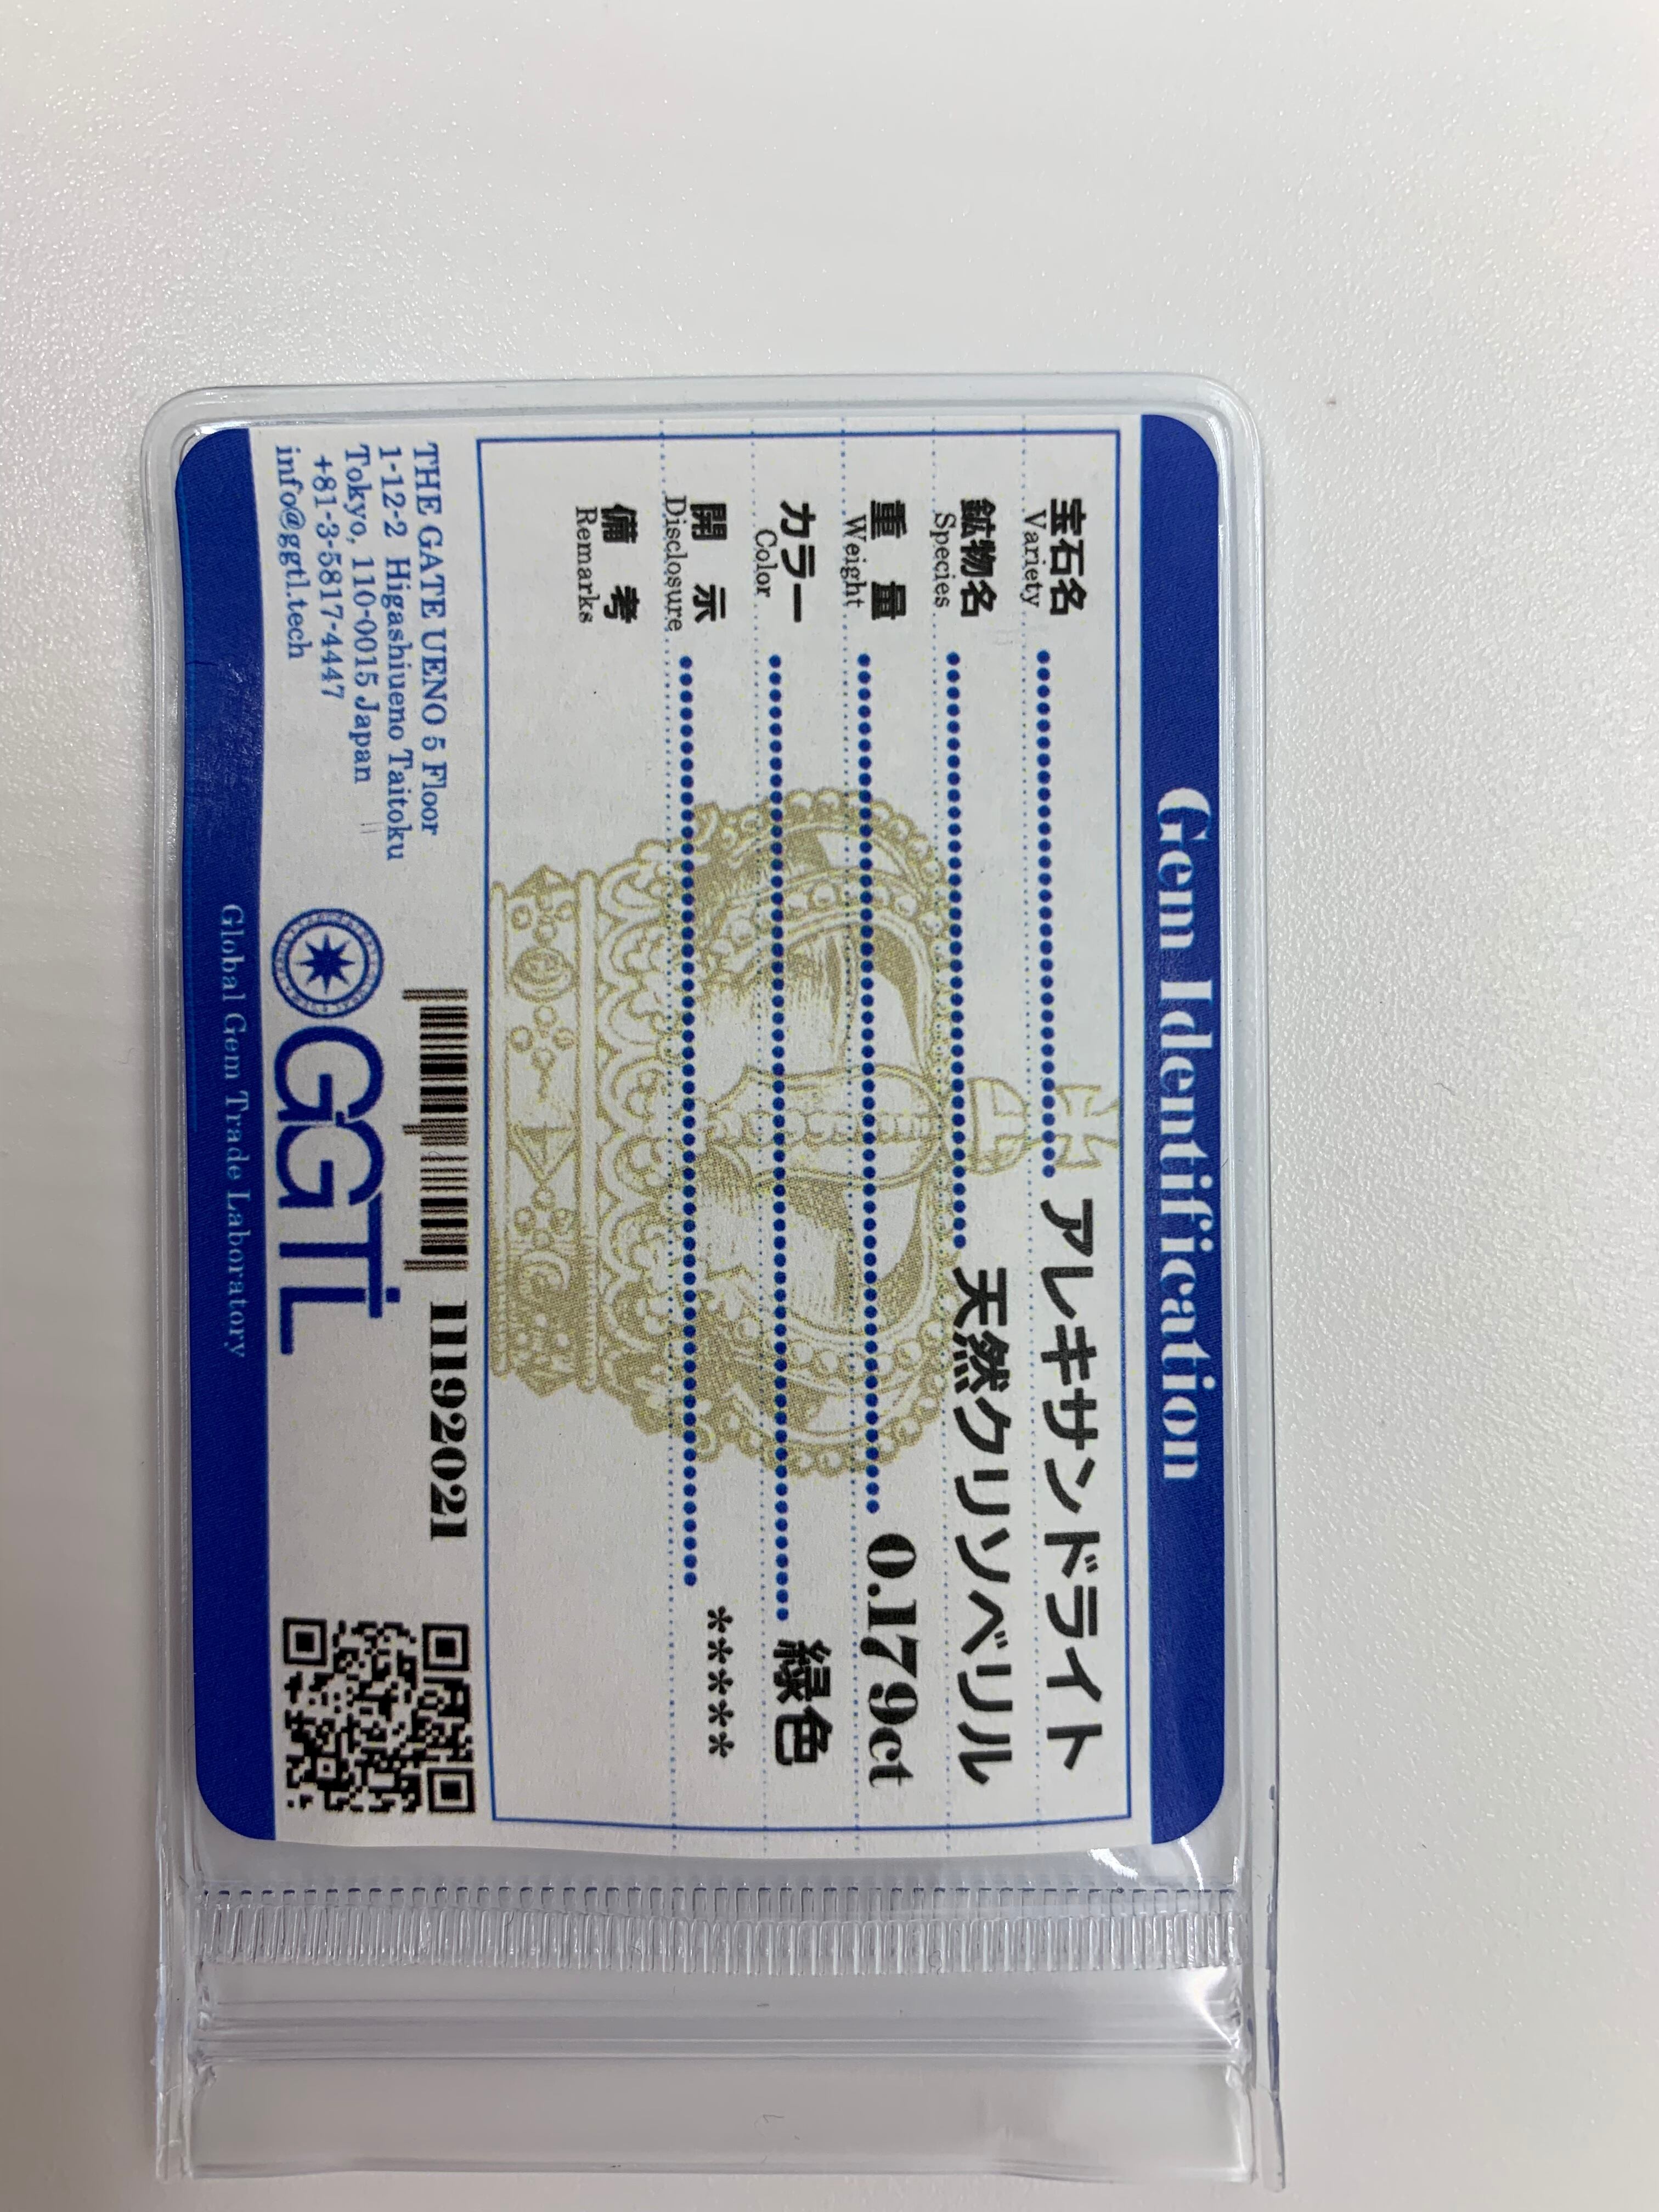 Gem Identification
宝石名 アレキサンドライト
Variety
鉱物名 天然クリソベリル
Species
重 量 0.179ct
Weight
カラー 緑色
Color
開 示 *****
Disclosure
備 考
Remarks
THE GATE UENO 5 Floor
1-12-2 Higashiueno Taitoku
Tokyo, 110-0015 Japan
+81-3-5817-4447
info@ggtl.tech
11192021
GGTL
Global Gem Trade Laboratory